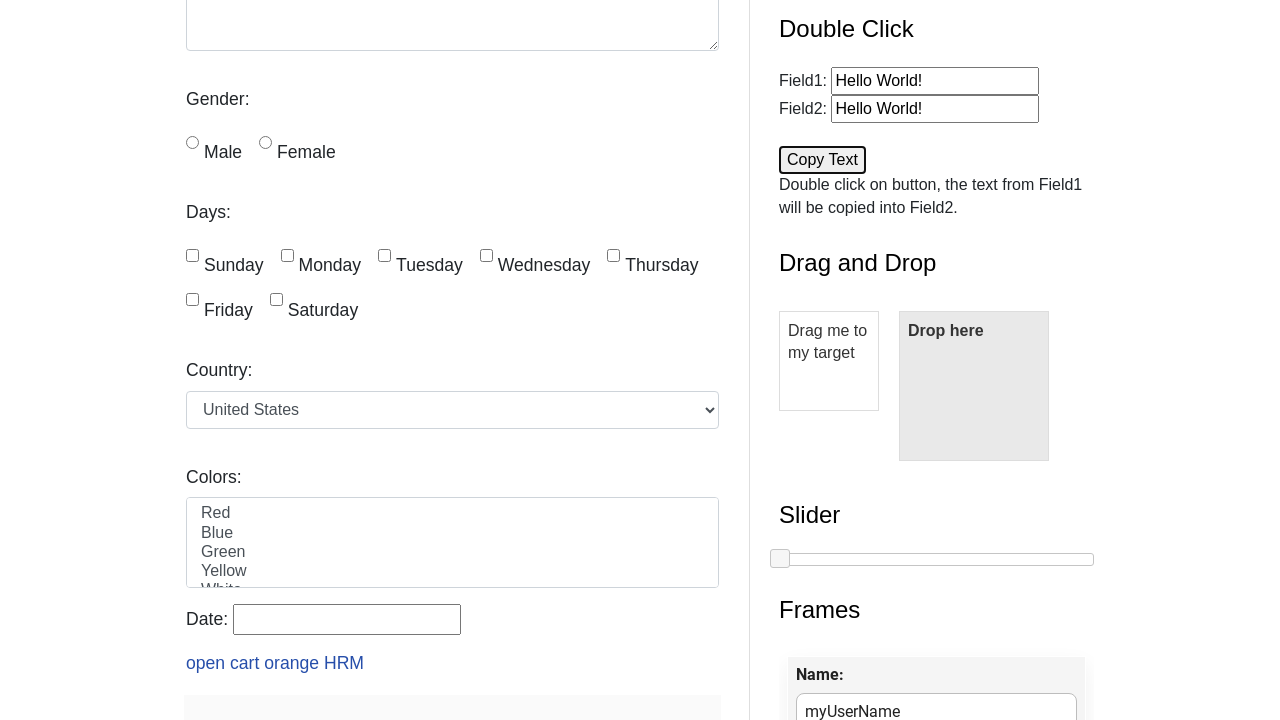 Gender:
Male Female
Days:
Sunday Monday Tuesday Wednesday Thursday
Friday Saturday
Country:
United States
Colors:
Red
Blue
Green
Yellow
White
Date:
open cart orange HRM
Double Click
Field1: Hello World!
Field2: Hello World!
Copy Text
Double click on button, the text from Field1
will be copied into Field2.
Drag and Drop
Drag me to
my target
Drop here
Slider
Frames
Name:
myUserName